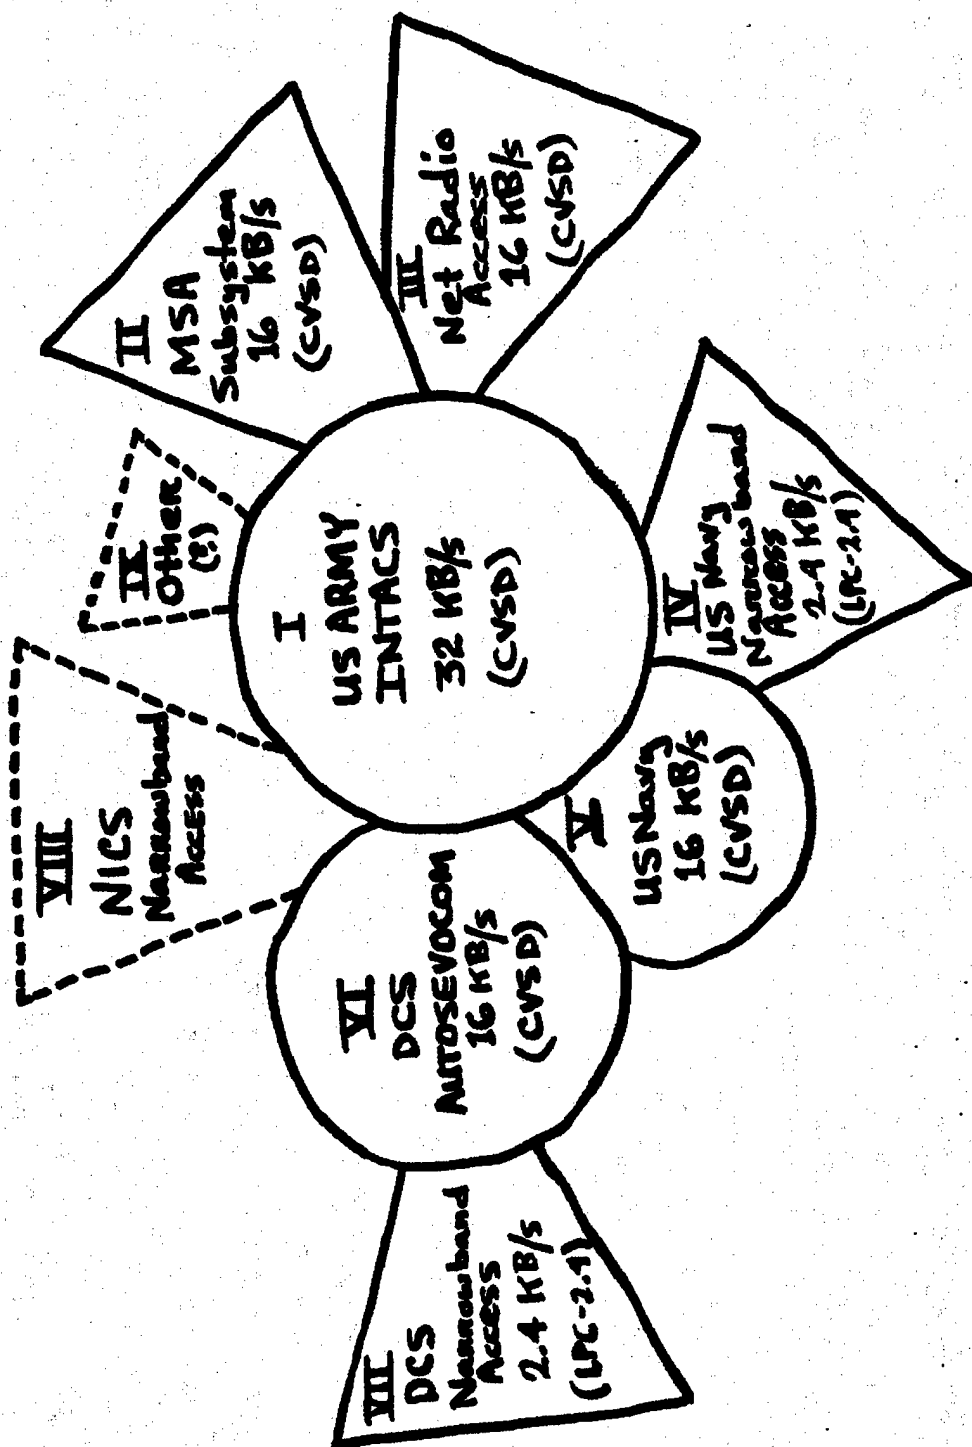 I
US ARMY
INTACS
32 KB/s
(CVSD)
II
MSA
Subsystem
16 KB/s
(CVSD)
III
Net Radio
Access
16 KB/s
(CVSD)
IV
US Navy
Narrowband
Access
2.4 KB/s
(LPC-2.4)
V
US Navy
16 KB/s
(CVSD)
VI
DCS
AUTOSEVOCOM
16 KB/s
(CVSD)
VII
DCS
Narrowband
Access
2.4 KB/s
(LPC-2.4)
VIII
NICS
Narrowband
Access
IX
Other
(?)